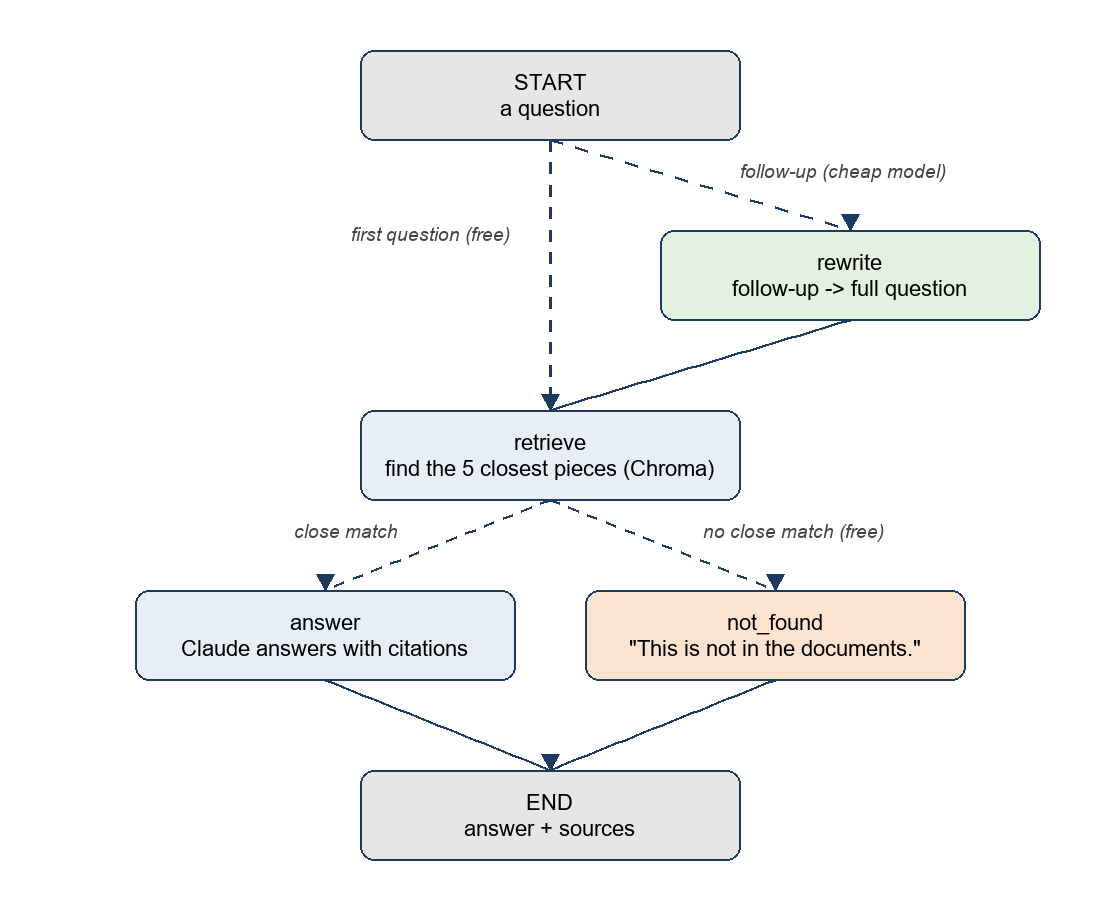 START
a question
follow-up (cheap model)
first question (free)
rewrite
follow-up -> full question
retrieve
find the 5 closest pieces (Chroma)
close match
no close match (free)
answer
Claude answers with citations
not_found
"This is not in the documents."
END
answer + sources